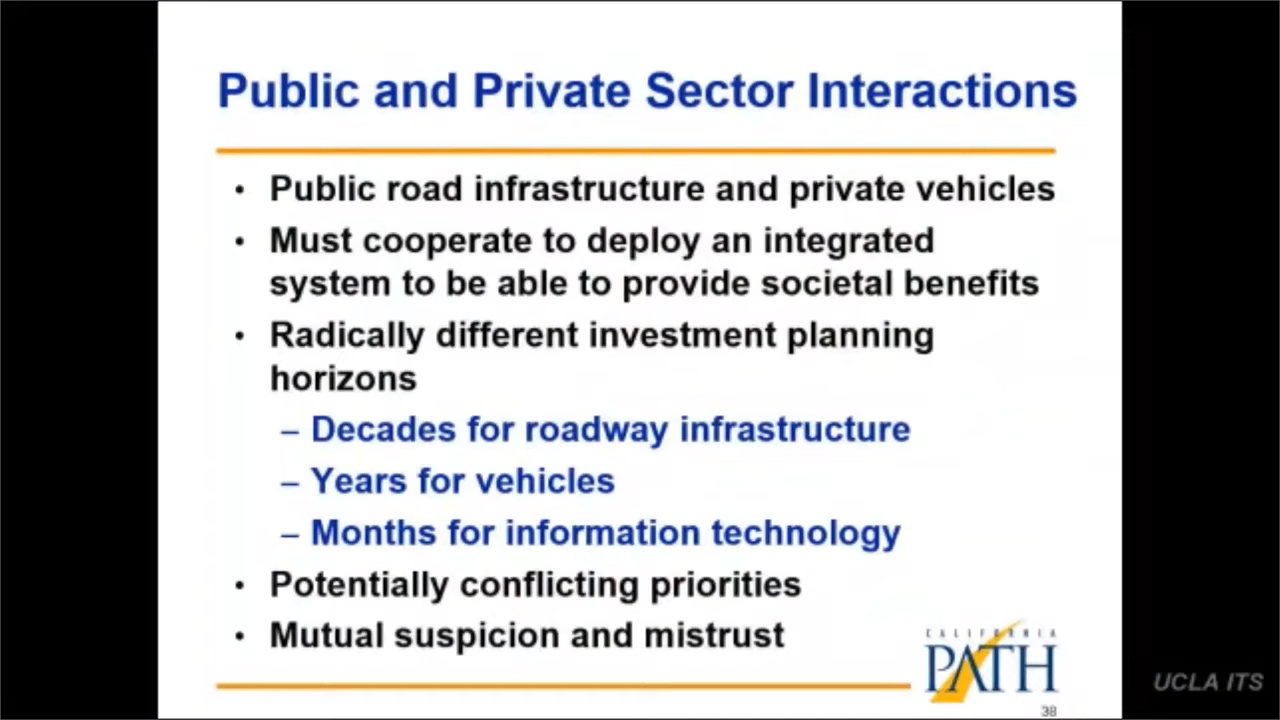 Public and Private Sector Interactions
• Public road infrastructure and private vehicles
• Must cooperate to deploy an integrated
system to be able to provide societal benefits
• Radically different investment planning
horizons
– Decades for roadway infrastructure
– Years for vehicles
– Months for information technology
• Potentially conflicting priorities
• Mutual suspicion and mistrust
CALIFORNIA
PATH
38
UCLA ITS